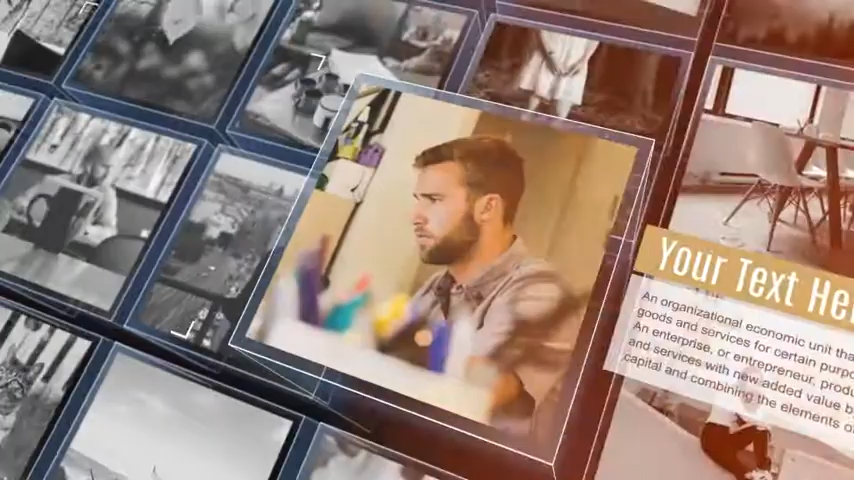 Your Text He
An organizational economic unit tha
goods and services for certain purpo
An enterprise, or entrepreneur, produ
and services with new added value b
capital and combining the elements o